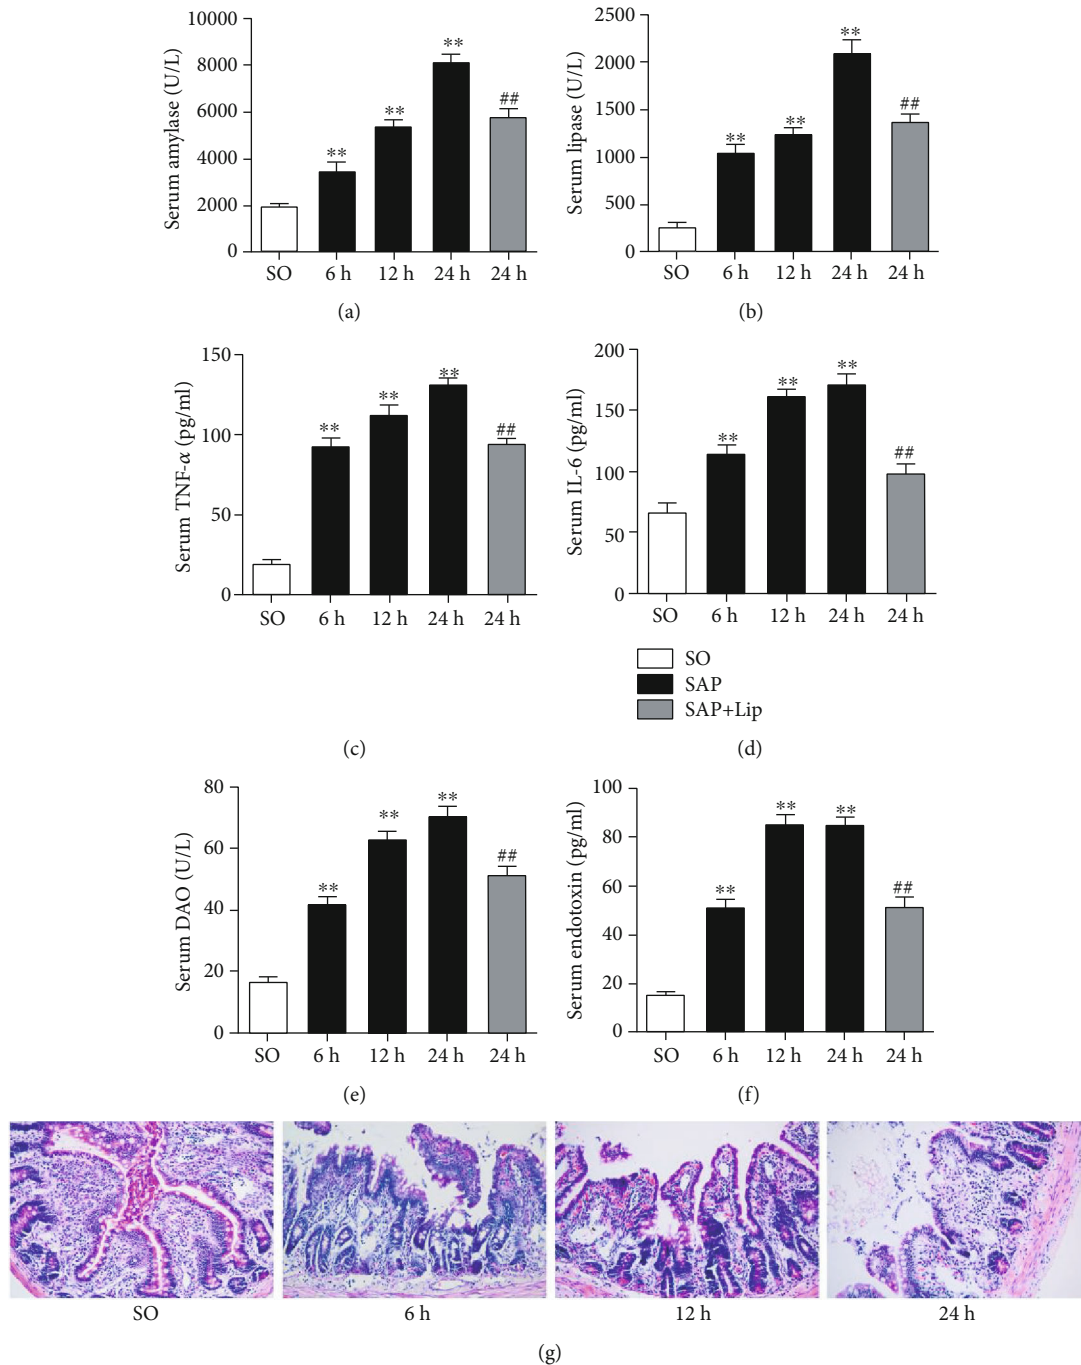 Serum amylase (U/L)
10000
8000
6000
4000
2000
0
**
**
**
##
SO 6 h 12 h 24 h 24 h
(a)
Serum lipase (U/L)
2500
2000
1500
1000
500
0
**
**
**
##
SO 6 h 12 h 24 h 24 h
(b)
Serum TNF-α (pg/ml)
150
100
50
0
**
**
**
##
SO 6 h 12 h 24 h 24 h
(c)
Serum IL-6 (pg/ml)
200
150
100
50
0
**
**
**
##
SO 6 h 12 h 24 h 24 h
SO
SAP
SAP+Lip
(d)
Serum DAO (U/L)
80
60
40
20
0
**
**
**
##
SO 6 h 12 h 24 h 24 h
(e)
Serum endotoxin (pg/ml)
100
80
60
40
20
0
**
**
**
##
SO 6 h 12 h 24 h 24 h
(f)
SO 6 h 12 h 24 h
(g)